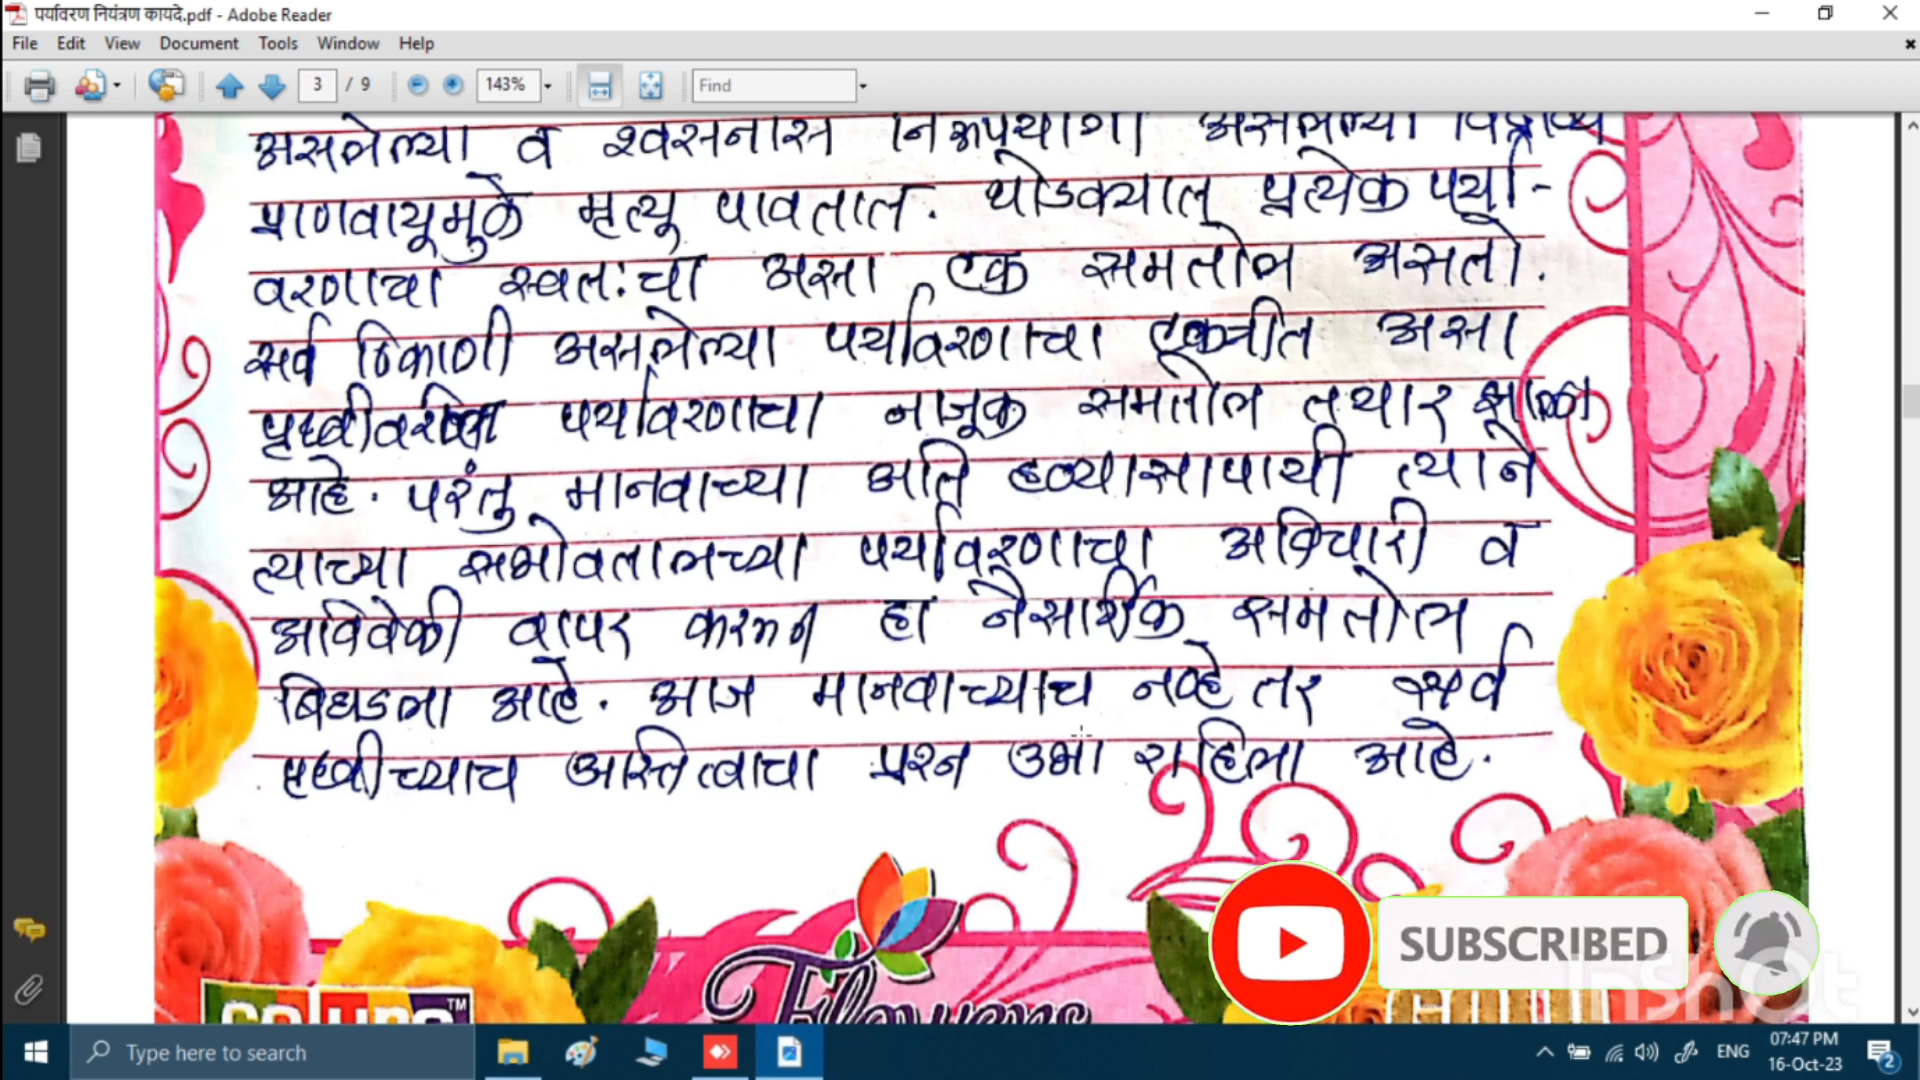 पर्यावरण नियंत्रण कायदे.pdf - Adobe Reader
File Edit View Document Tools Window Help
3 / 9 143% Find
असलेल्या व श्वसनास निरूपयोगी असलेल्या
प्राणवायूमुळे मृत्यू पावतात. थोडक्यात प्रत्येक पर्या-
वरणाचा स्वतःचा असा एक समतोल असतो.
सर्व ठिकाणी असलेल्या पर्यावरणाचा एकत्रीत असा
पृथ्वीवरील पर्यावरणाचा नाजूक समतोल तयार झाला
आहे. परंतु मानवाच्या अति हव्यासापायी त्याने
त्याच्या सभोवतालच्या पर्यावरणाचा अविचारी व
अविवेकी वापर करून हा नैसर्गिक समतोल
बिघडला आहे. आज मानवाच्याच नव्हे तर सर्व
पृथ्वीच्याच अस्तित्वाचा प्रश्न उभा राहिला आहे.
SUBSCRIBED
InShOt
TM
Type here to search
ENG
07:47 PM
16-Oct-23
2